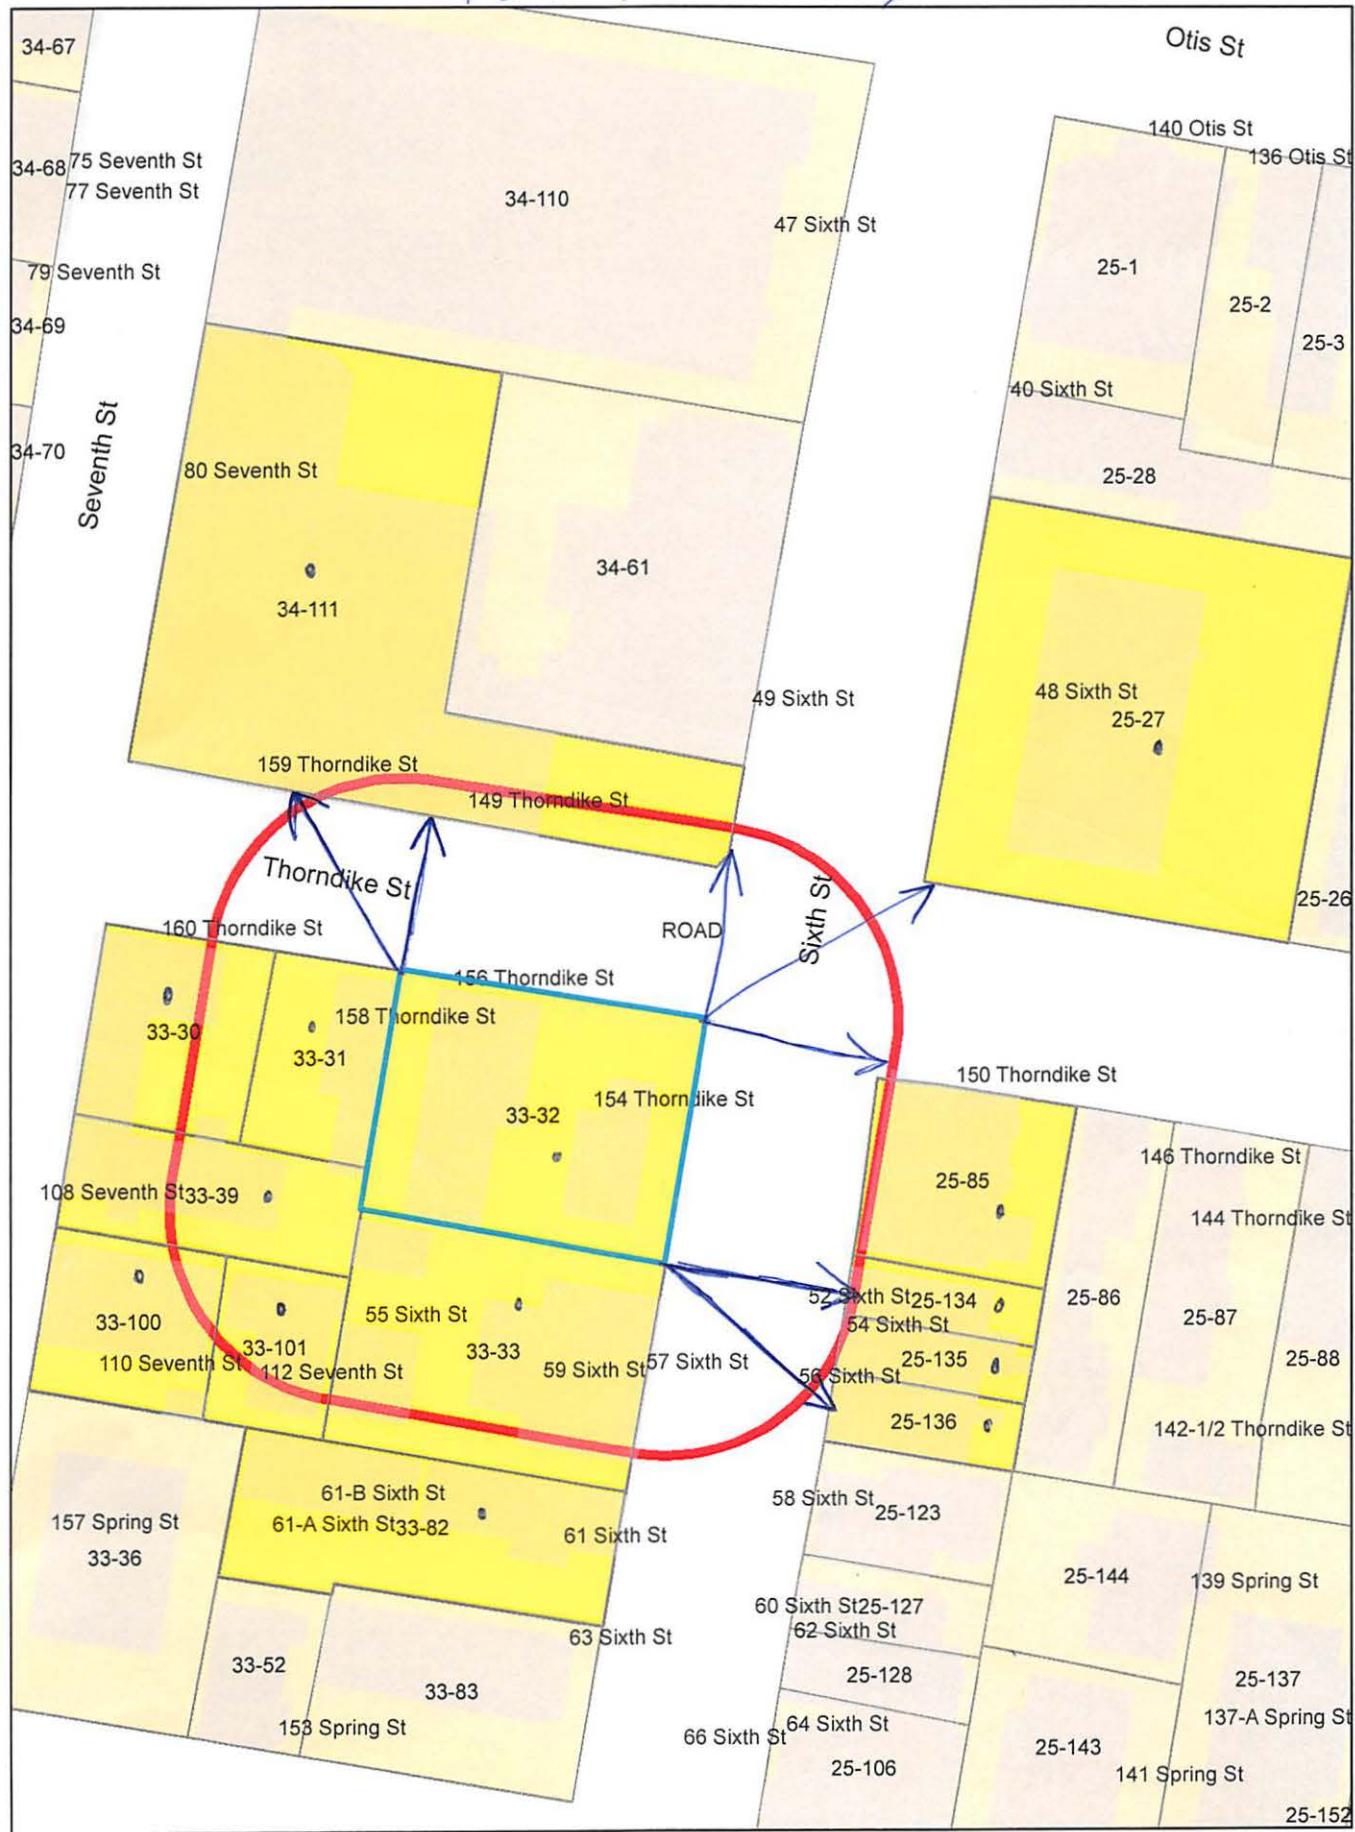 Otis St
34-67
140 Otis St
136 Otis St
75 Seventh St
34-68
77 Seventh St
34-110
47 Sixth St
79 Seventh St
25-1
25-2
34-69
25-3
40 Sixth St
Seventh St
34-70
80 Seventh St
25-28
34-61
34-111
48 Sixth St
49 Sixth St
25-27
159 Thorndike St
149 Thorndike St
Thorndike St
25-26
160 Thorndike St
ROAD
Sixth St
156 Thorndike St
158 Thorndike St
33-30
33-31
150 Thorndike St
154 Thorndike St
33-32
146 Thorndike St
25-85
108 Seventh St
33-39
144 Thorndike St
52 Sixth St
25-134
25-86
55 Sixth St
33-100
54 Sixth St
25-87
33-101
33-33
25-135
25-88
110 Seventh St
112 Seventh St
59 Sixth St
57 Sixth St
56 Sixth St
25-136
142-1/2 Thorndike St
61-B Sixth St
58 Sixth St
25-123
157 Spring St
61-A Sixth St
33-82
61 Sixth St
33-36
25-144
139 Spring St
60 Sixth St
25-127
62 Sixth St
63 Sixth St
33-52
25-128
25-137
33-83
137-A Spring St
153 Spring St
64 Sixth St
66 Sixth St
25-143
25-106
141 Spring St
25-152